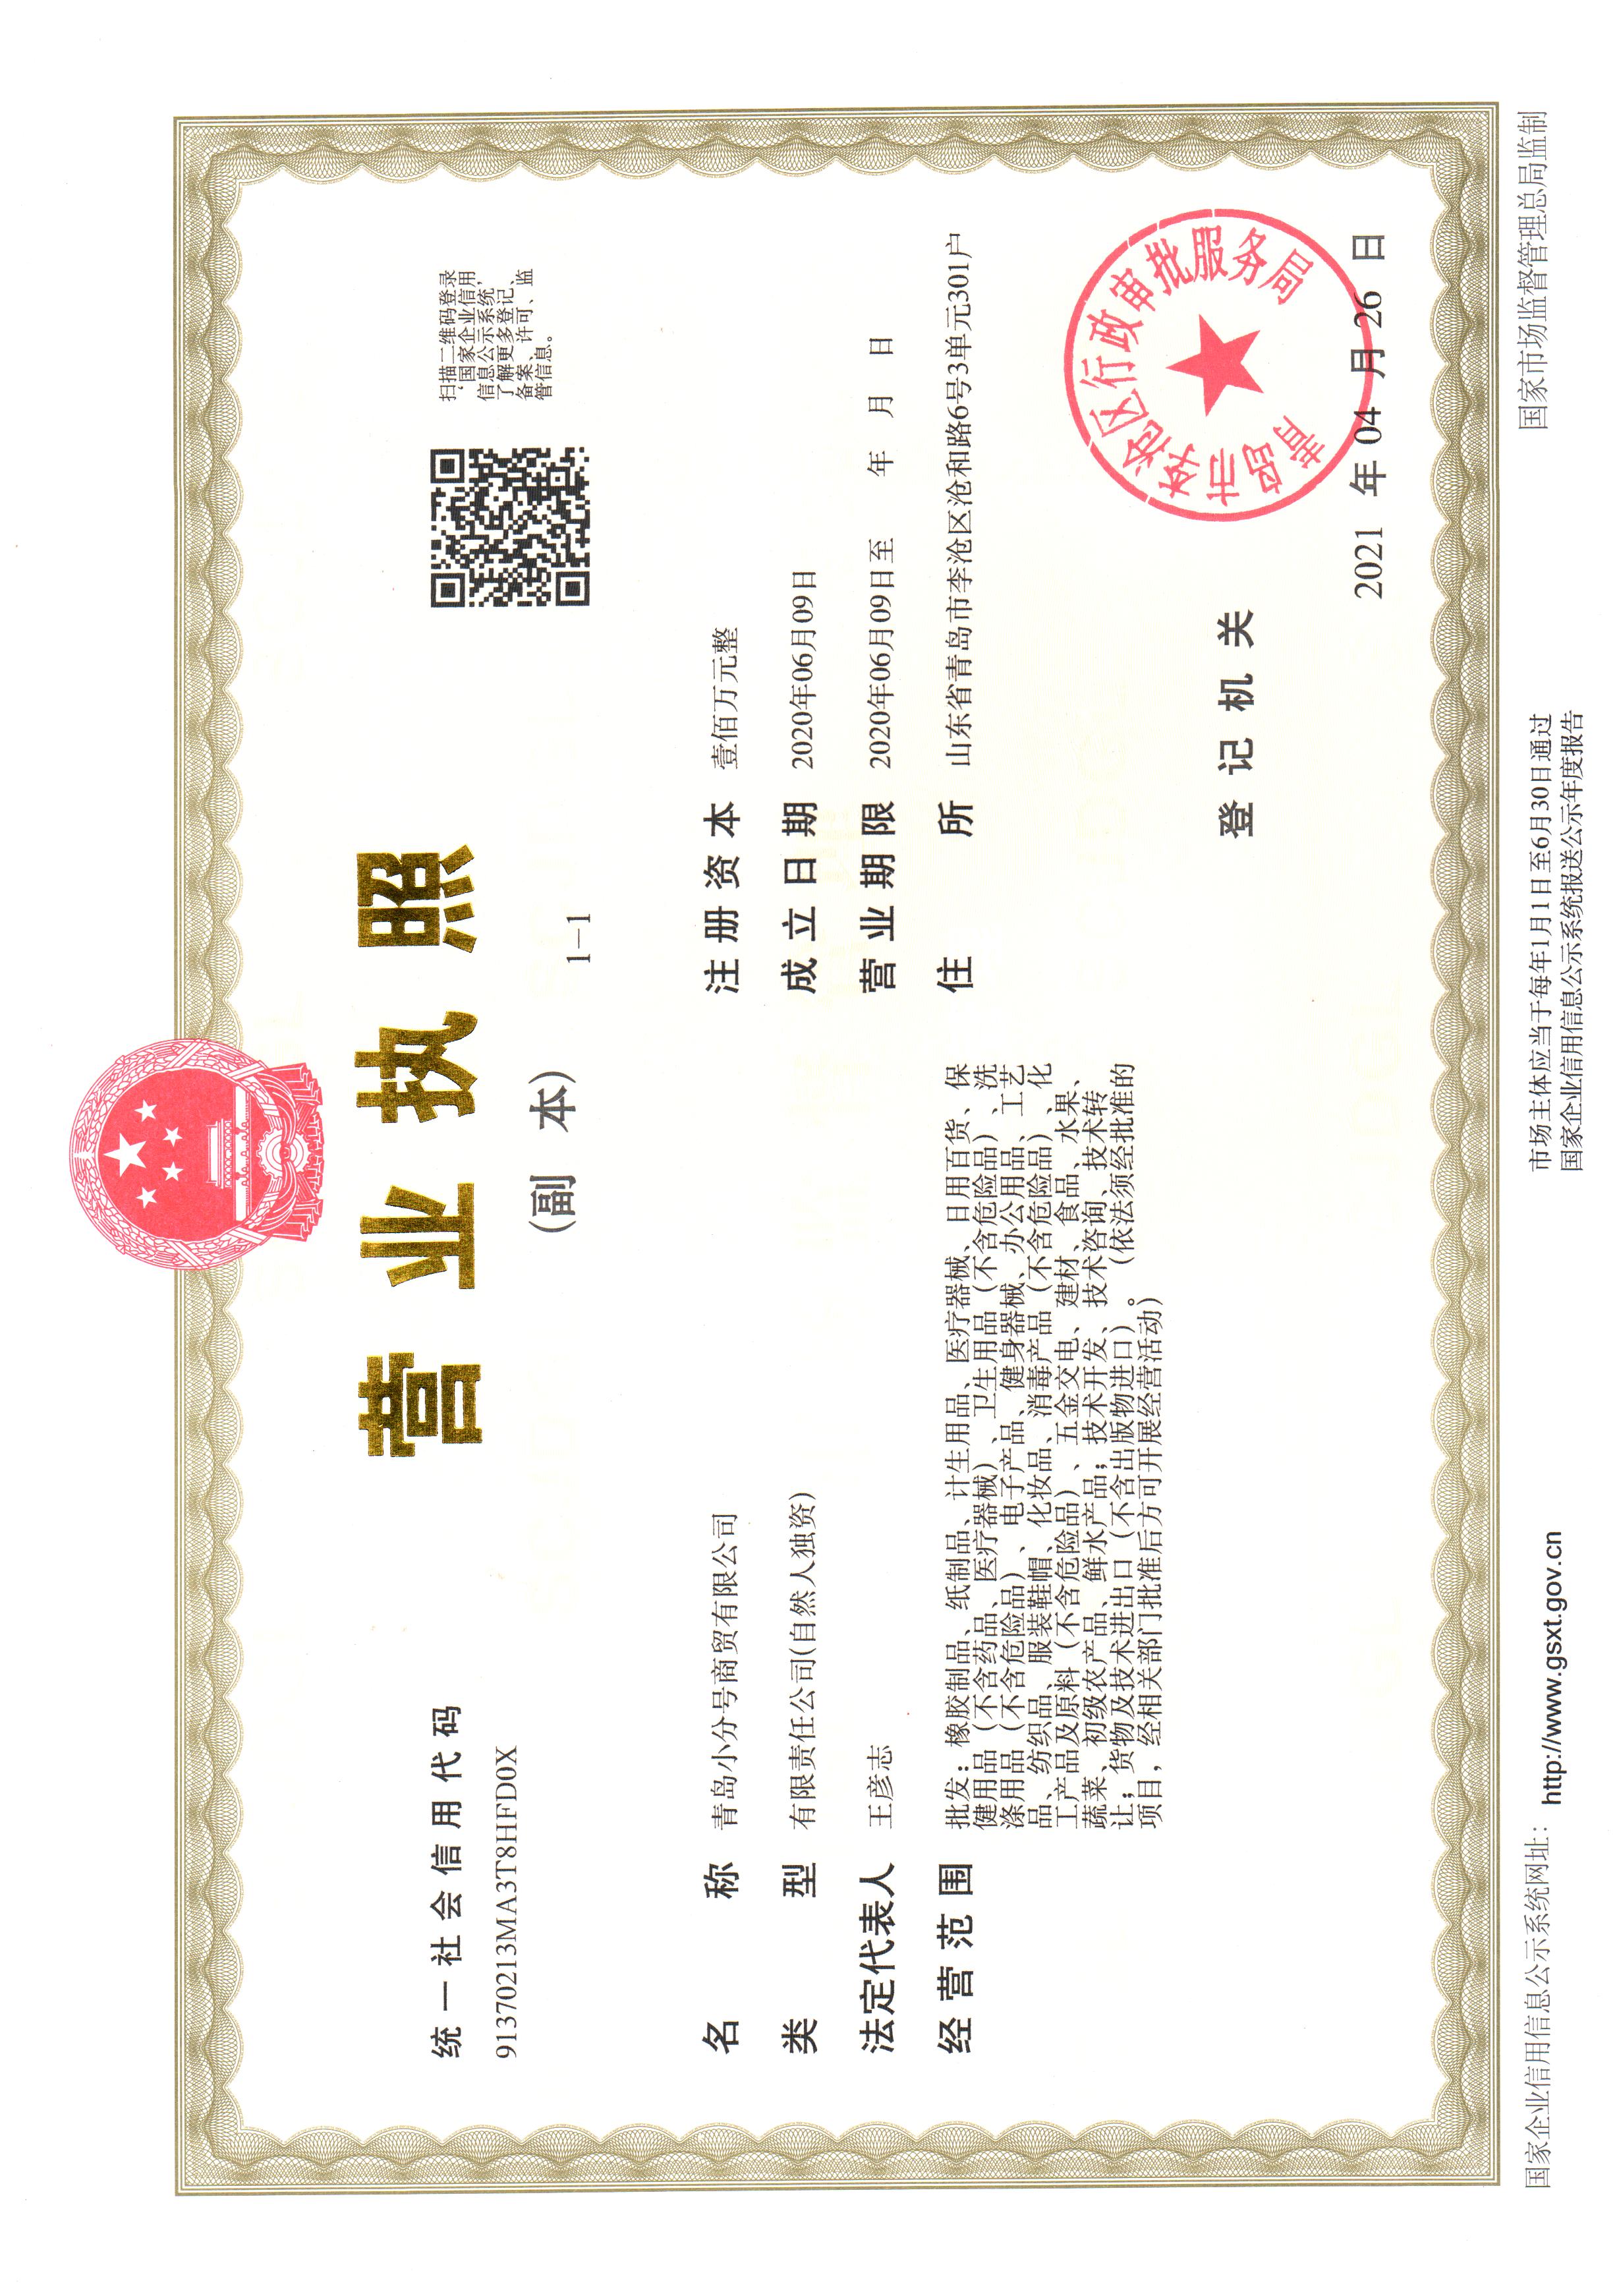 营业执照
(副 本)
1-1
统一社会信用代码
91370213MA3T8HFD0X
扫描二维码登录
‘国家企业信用
信息公示系统’
了解更多登记、
备案、许可、监
管信息。
名 称 青岛小分号商贸有限公司
类 型 有限责任公司(自然人独资)
法定代表人 王彦志
经营范围 批发：橡胶制品、纸制品、计生用品、医疗器械、日用百货、保
健用品（不含药品、医疗器械）、卫生用品（不含危险品）、洗
涤用品（不含危险品）、电子产品、健身器械、办公用品、工艺
品、纺织品、服装鞋帽、化妆品、消毒产品（不含危险品）、化
工产品及原料（不含危险品）、五金交电、建材、食品、水果、
蔬菜、初级农产品、鲜水产品；技术开发、技术咨询、技术转
让；货物及技术进出口（不含出版物进口）。（依法须经批准的
项目，经相关部门批准后方可开展经营活动）
注册资本 壹佰万元整
成立日期 2020年06月09日
营业期限 2020年06月09日至 年 月 日
住 所 山东省青岛市李沧区沧和路6号3单元301户
登记机关
青岛市李沧区行政审批服务局
2021 年 04 月 26 日
国家企业信用信息公示系统网址：http://www.gsxt.gov.cn
市场主体应当于每年1月1日至6月30日通过
国家企业信用信息公示系统报送公示年度报告
国家市场监督管理总局监制